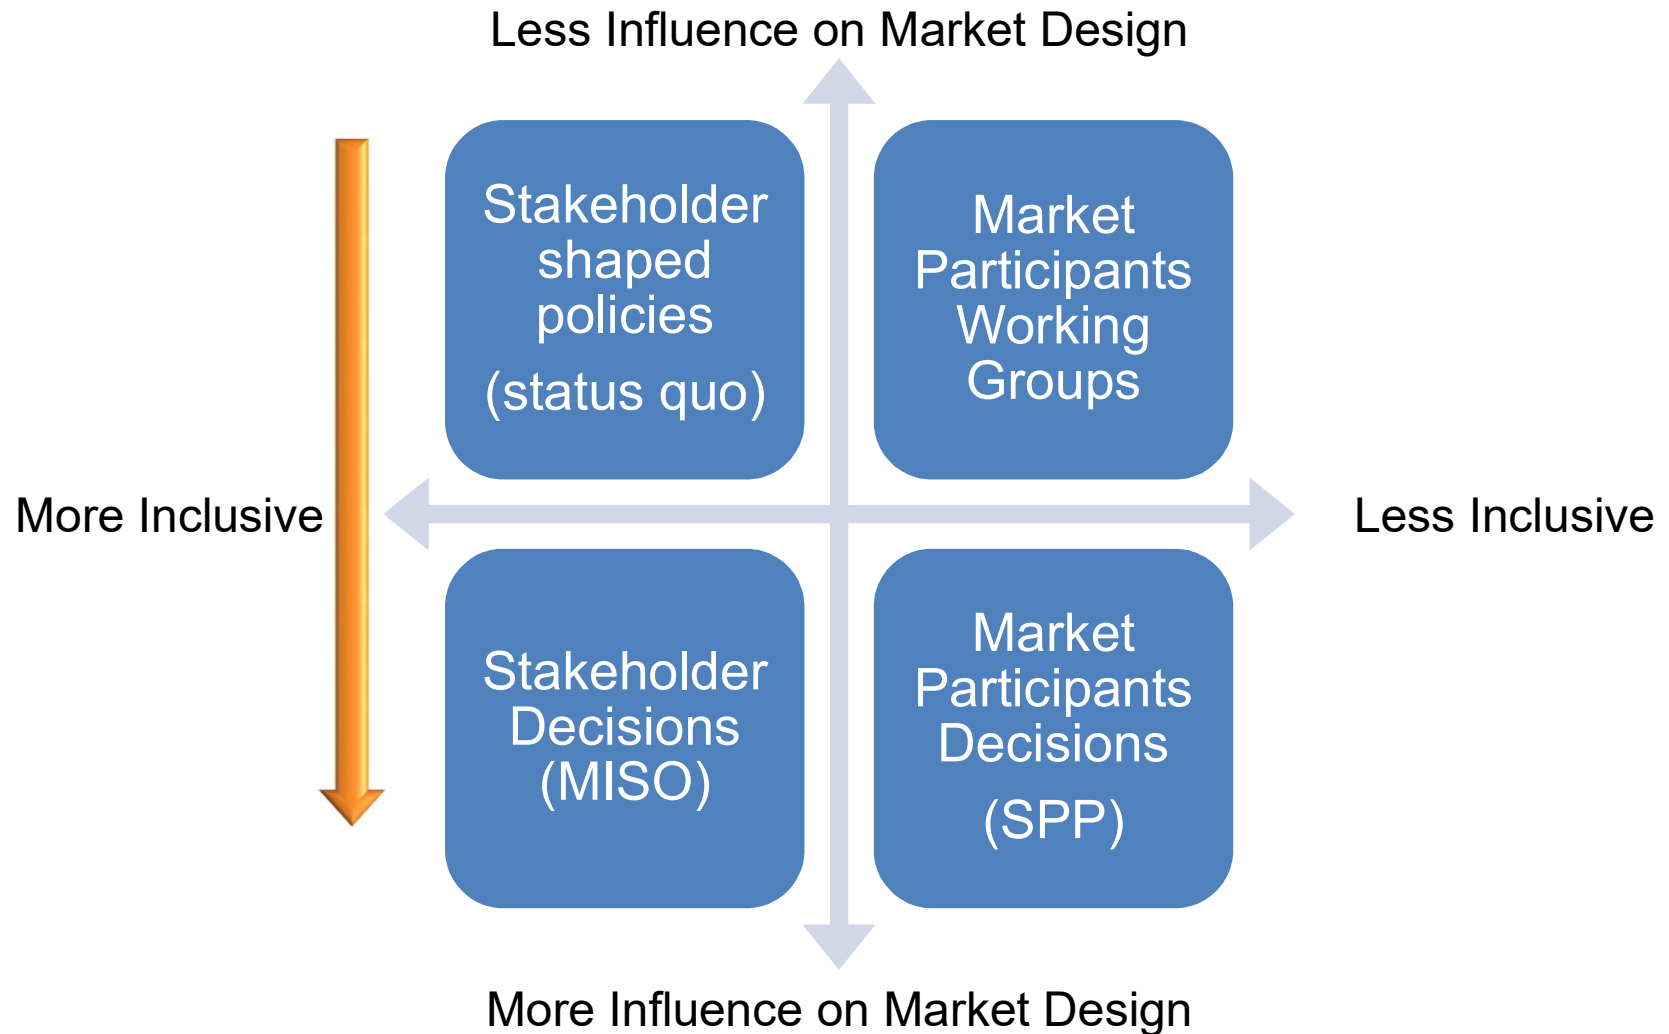 Less Influence on Market Design
Stakeholder
shaped
policies
(status quo)
Market
Participants
Working
Groups
More Inclusive
Less Inclusive
Stakeholder
Decisions
(MISO)
Market
Participants
Decisions
(SPP)
More Influence on Market Design